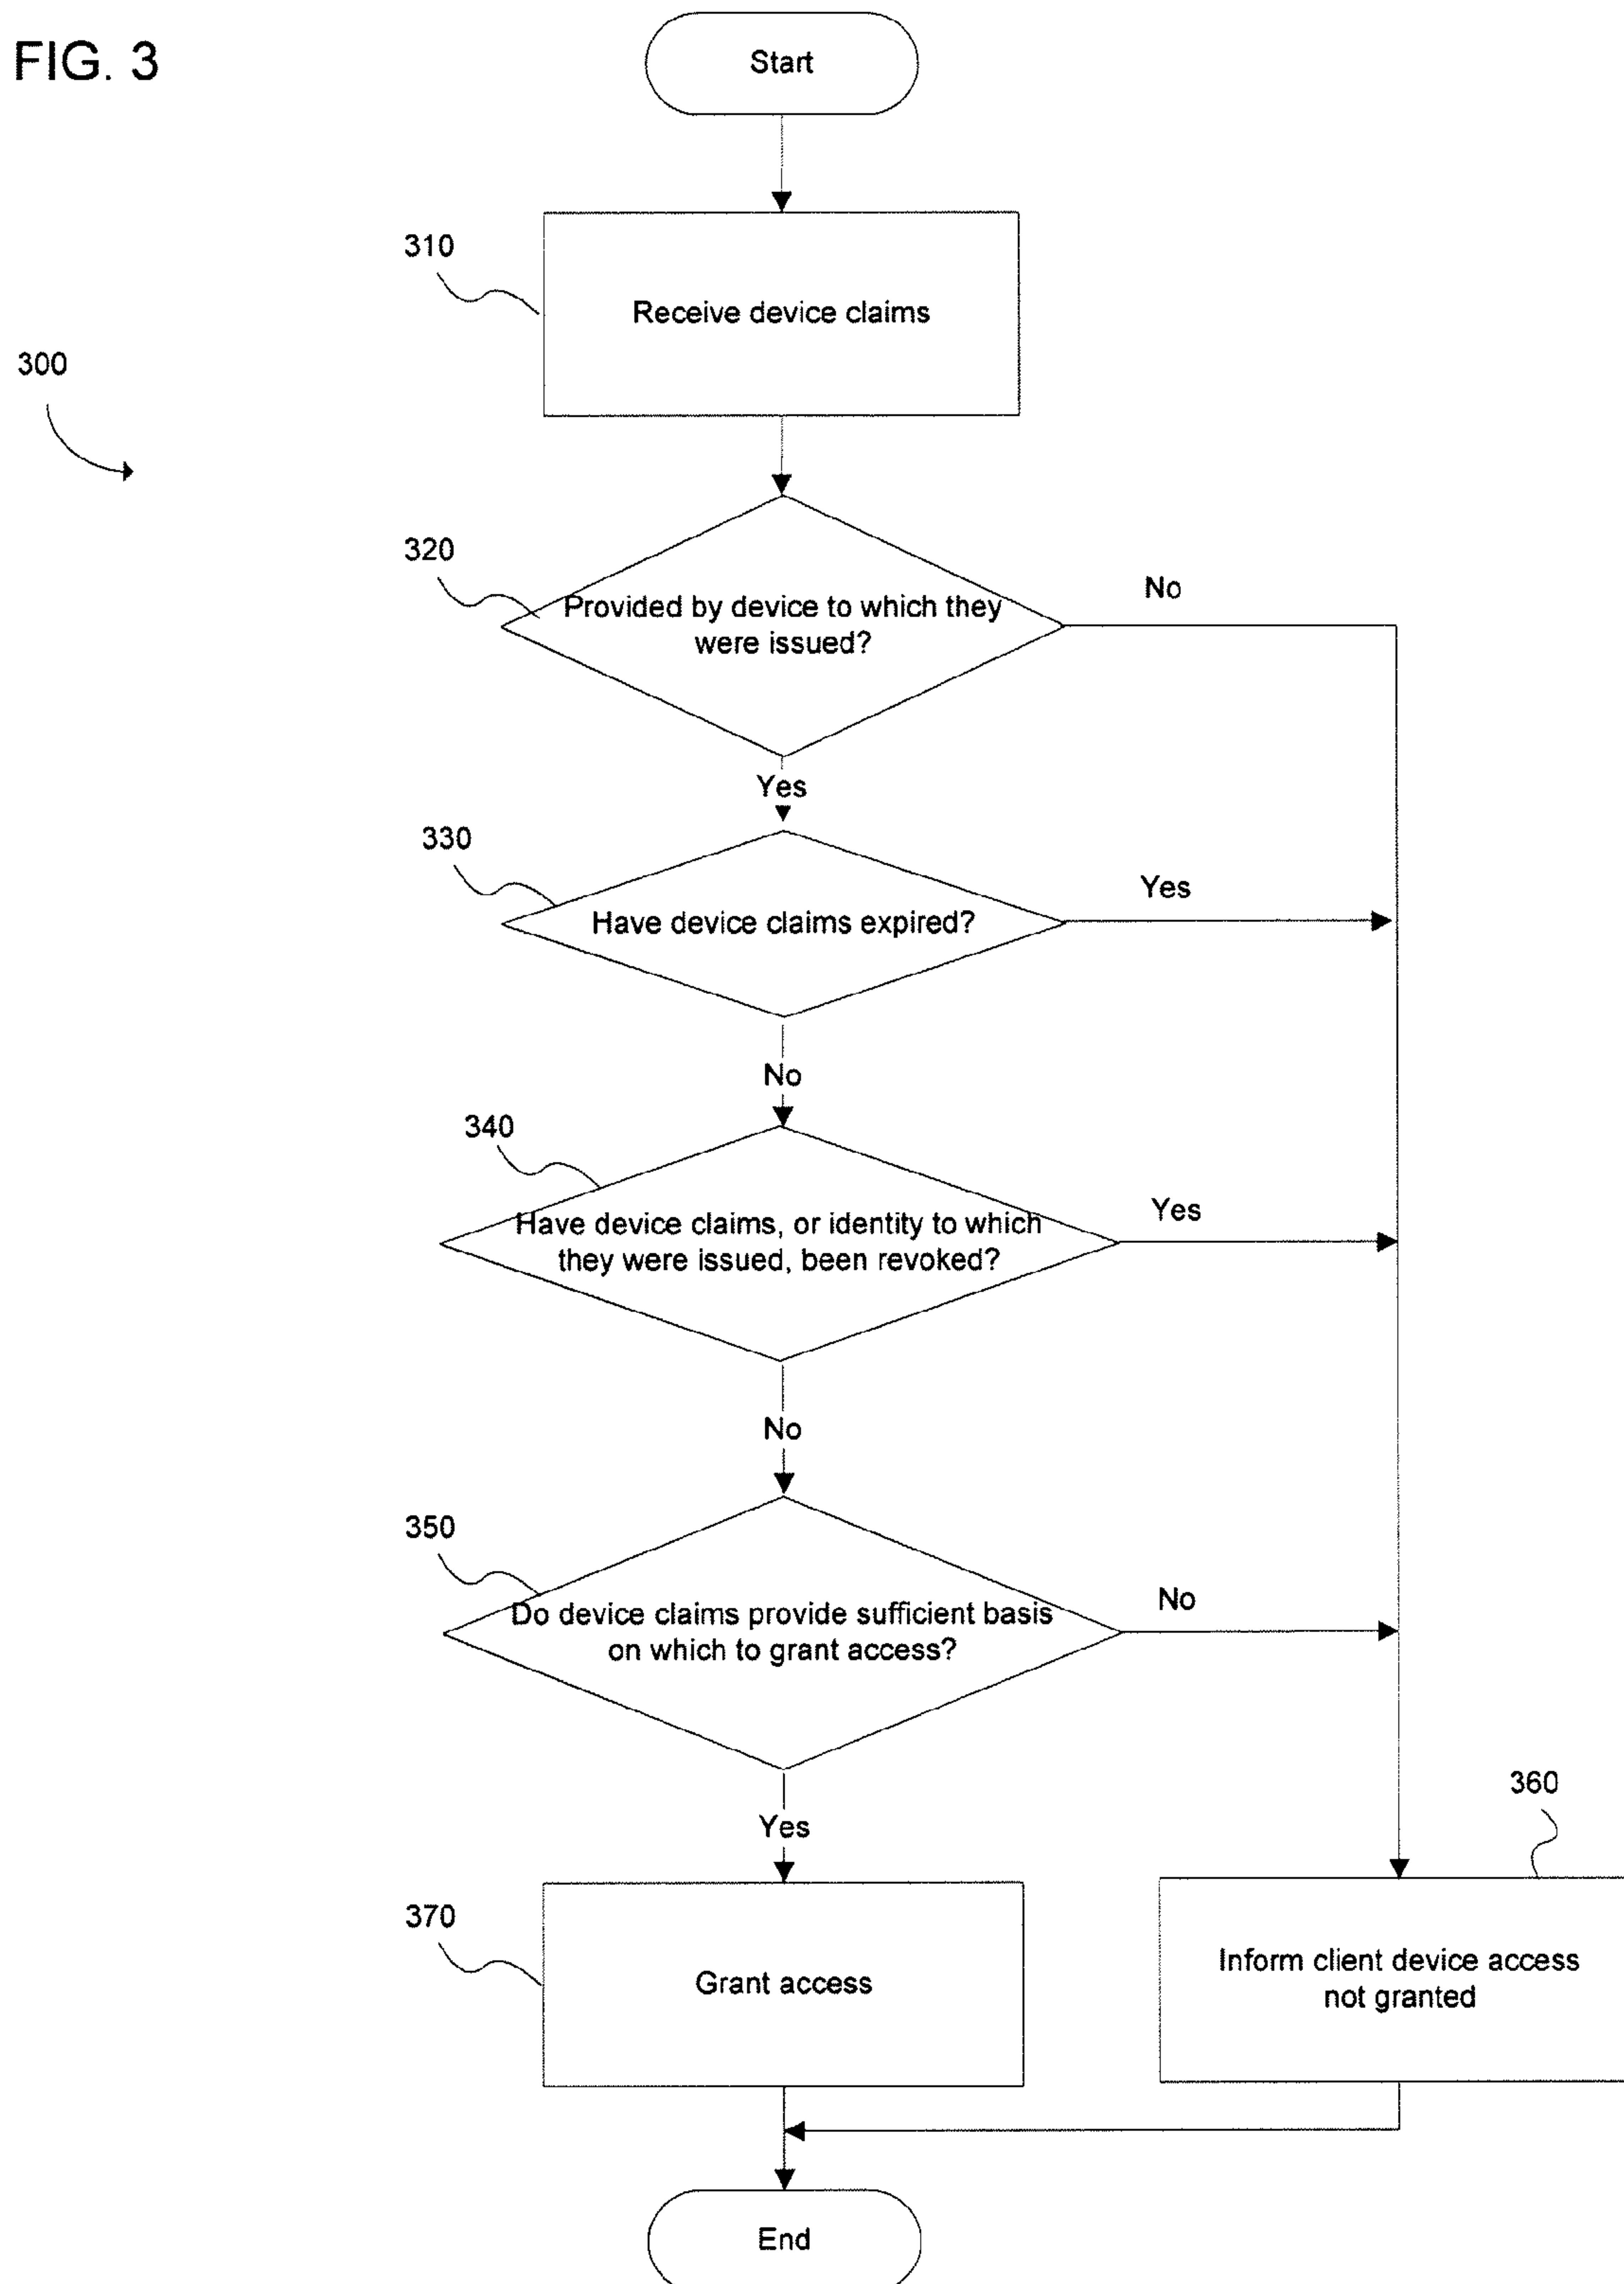 FIG. 3
Start
310
Receive device claims
300
320
Provided by device to which they
were issued?
No
Yes
330
Have device claims expired?
Yes
No
340
Have device claims, or identity to which
they were issued, been revoked?
Yes
No
350
Do device claims provide sufficient basis
on which to grant access?
No
Yes
360
370
Grant access
Inform client device access
not granted
End